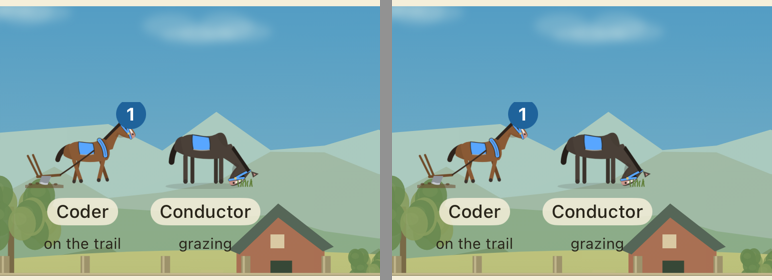 1
Coder
Conductor
on the trail
grazing
1
Coder
Conductor
on the trail
grazing